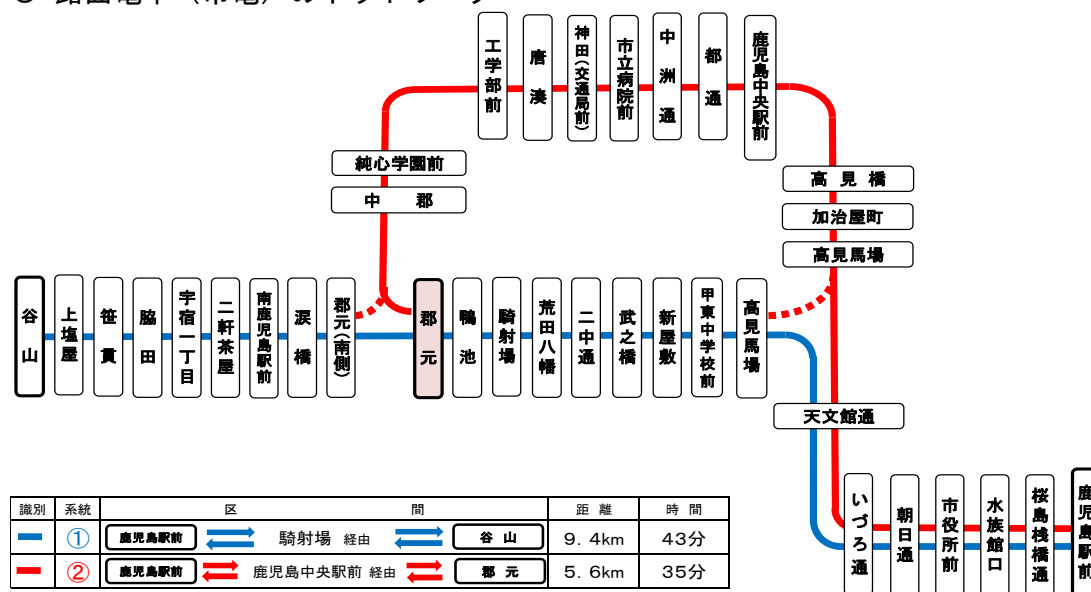 工学部前
唐湊
神田(交通局前)
市立病院前
中洲通
都通
鹿児島中央駅前
純心学園前
中郡
高見橋
加治屋町
高見馬場
谷山
上塩屋
笹貫
脇田
宇宿一丁目
二軒茶屋
南鹿児島駅前
涙橋
郡元(南側)
郡元
鴨池
騎射場
荒田八幡
二中通
武之橋
新屋敷
甲東中学校前
高見馬場
天文館通
いづろ通
朝日通
市役所前
水族館口
桜島桟橋通
鹿児島駅前
識別 系統 区間 距離 時間
① 鹿児島駅前 騎射場 経由 谷山 9.4km 43分
② 鹿児島駅前 鹿児島中央駅前 経由 郡元 5.6km 35分